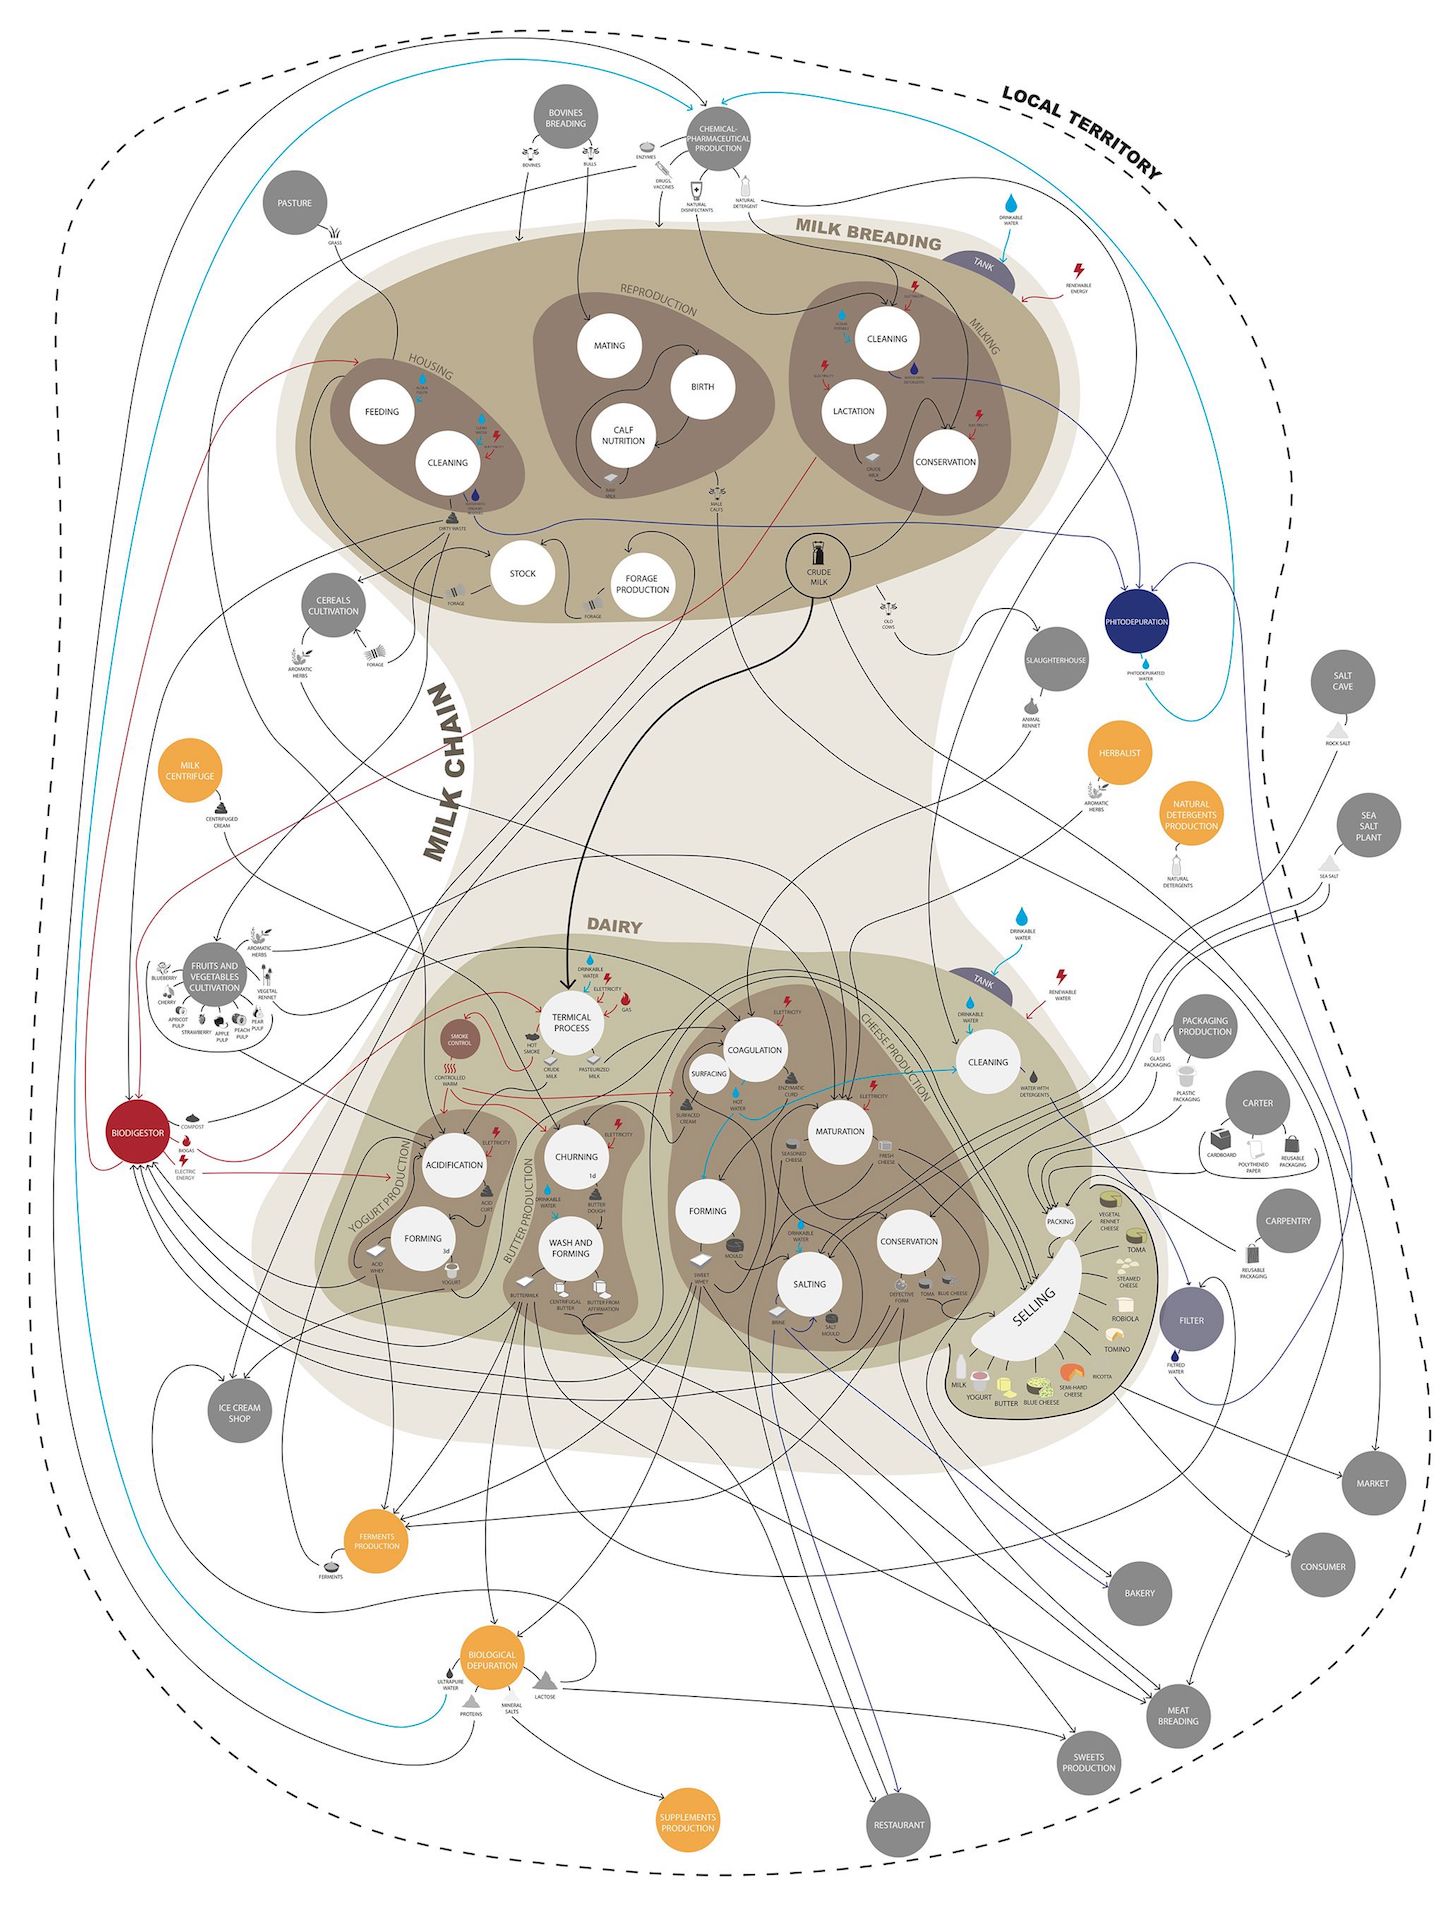 LOCAL TERRITORY
BOVINES
BREADING
BOVINES
BULLS
CHEMICAL-
PHARMACEUTICAL
PRODUCTION
ENZYMES
DRUGS,
VACCINES
NATURAL
DISINFECTANTS
NATURAL
DETERGENT
PASTURE
GRASS
MILK BREADING
DRINKABLE
WATER
TANK
RENEWABLE
ENERGY
REPRODUCTION
MATING
BIRTH
CALF
NUTRITION
RAW
MILK
MALE
CALFS
MILKING
CLEANING
ELECTRICITY
LACTATION
CRUDE
MILK
CONSERVATION
HOUSING
FEEDING
CLEANING
DIRTY WASTE
STOCK
FORAGE
FORAGE
PRODUCTION
FORAGE
CRUDE
MILK
OLD
COWS
CEREALS
CULTIVATION
AROMATIC
HERBS
FORAGE
SLAUGHTERHOUSE
ANIMAL
RENNET
PHITODEPURATION
PHITODEPURATED
WATER
SALT
CAVE
ROCK SALT
MILK CHAIN
MILK
CENTRIFUGE
CENTRIFUGED
CREAM
HERBALIST
AROMATIC
HERBS
NATURAL
DETERGENTS
PRODUCTION
NATURAL
DETERGENTS
SEA
SALT
PLANT
SEA SALT
DAIRY
DRINKABLE
WATER
TANK
RENEWABLE
WATER
FRUITS AND
VEGETABLES
CULTIVATION
AROMATIC
HERBS
BLUEBERRY
CHERRY
APRICOT
PULP
STRAWBERRY
APPLE
PULP
PEACH
PULP
PEAR
PULP
VEGETAL
RENNET
DRINKABLE
WATER
ELETTRICITY
GAS
TERMICAL
PROCESS
HOT
SMOKE
CRUDE
MILK
PASTEURIZED
MILK
SMOKE
CONTROL
CONTROLLED
WARM
CHEESE PRODUCTION
ELETTRICITY
COAGULATION
SURFACING
HOT
WATER
ENZYMATIC
CURD
SURFACED
CREAM
ELETTRICITY
MATURATION
SEASONED
CHEESE
FRESH
CHEESE
DRINKABLE
WATER
CLEANING
WATER WITH
DETERGENTS
PACKAGING
PRODUCTION
GLASS
PACKAGING
PLASTIC
PACKAGING
CARTER
CARDBOARD
POLYTHENED
PAPER
REUSABLE
PACKAGING
CARPENTRY
REUSABLE
PACKAGING
BIODIGESTOR
COMPOST
BIOGAS
ELECTRIC
ENERGY
YOGURT PRODUCTION
ELETTRICITY
ACIDIFICATION
ACID
CURT
FORMING
3d
ACID
WHEY
YOGURT
BUTTER PRODUCTION
ELETTRICITY
CHURNING
1d
DRINKABLE
WATER
BUTTER
DOUGH
WASH AND
FORMING
BUTTERMILK
CENTRIFUGAL
BUTTER
BUTTER FROM
AFFIRMATION
FORMING
MOULD
SWEET
WHEY
DRINKABLE
WATER
SALTING
BRINE
SALT
MOULD
CONSERVATION
DEFECTIVE
FORM
TOMA
BLUE CHEESE
PACKING
SELLING
VEGETAL
RENNET
CHEESE
TOMA
STEAMED
CHEESE
ROBIOLA
TOMINO
RICOTTA
SEMI-HARD
CHEESE
BLUE CHEESE
BUTTER
YOGURT
MILK
FILTER
FILTRED
WATER
ICE CREAM
SHOP
FERMENTS
PRODUCTION
FERMENTS
MARKET
CONSUMER
BAKERY
BIOLOGICAL
DEPURATION
ULTRAPURE
WATER
PROTEINS
MINERAL
SALTS
LACTOSE
MEAT
BREADING
SWEETS
PRODUCTION
SUPPLEMENTS
PRODUCTION
RESTAURANT